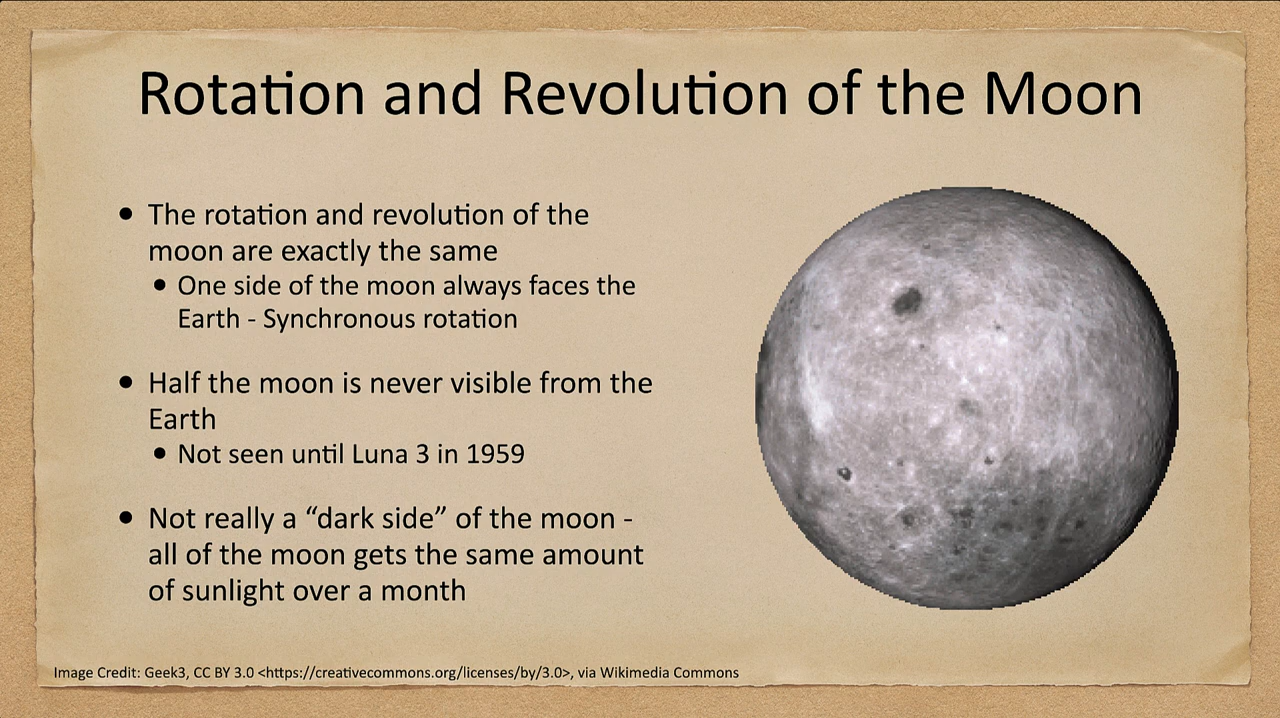 Rotation and Revolution of the Moon
• The rotation and revolution of the
moon are exactly the same
• One side of the moon always faces the
Earth - Synchronous rotation
• Half the moon is never visible from the
Earth
• Not seen until Luna 3 in 1959
• Not really a “dark side” of the moon -
all of the moon gets the same amount
of sunlight over a month
Image Credit: Geek3, CC BY 3.0 <https://creativecommons.org/licenses/by/3.0>, via Wikimedia Commons